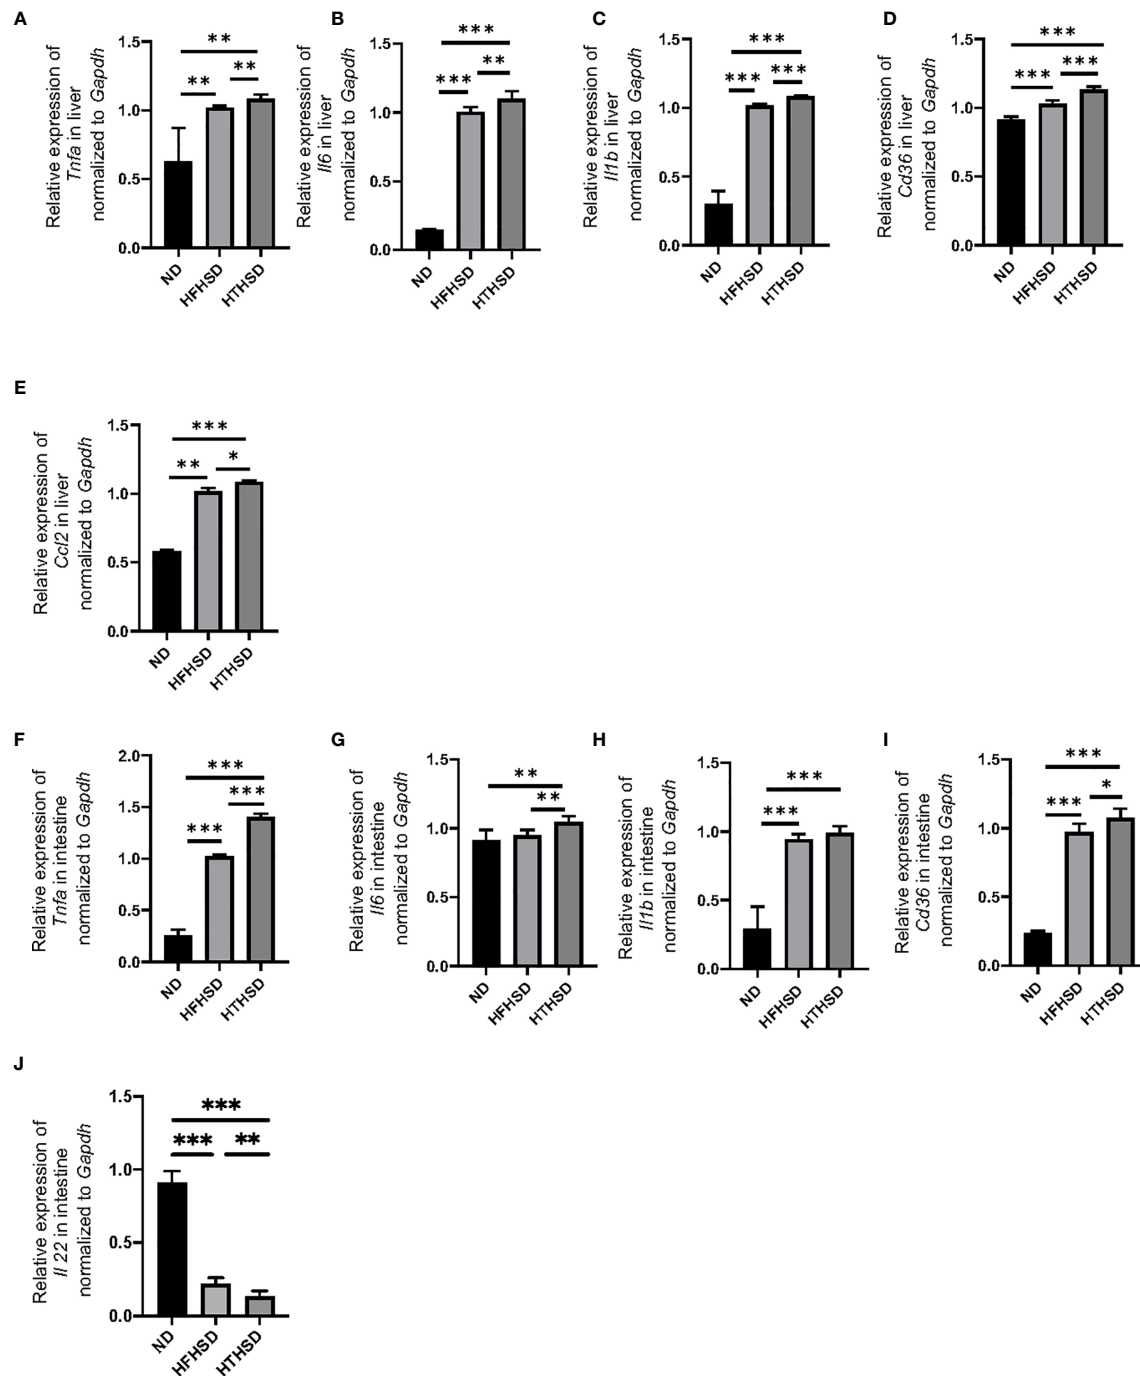 A
Relative expression of
Tnfa in liver
normalized to Gapdh
1.5
1.0
0.5
0.0
**
**
**
ND
HFHSD
HTHSD
B
Relative expression of
Il6 in liver
normalized to Gapdh
1.5
1.0
0.5
0.0
***
***
**
ND
HFHSD
HTHSD
C
Relative expression of
Il1b in liver
normalized to Gapdh
1.5
1.0
0.5
0.0
***
***
***
ND
HFHSD
HTHSD
D
Relative expression of
Cd36 in liver
normalized to Gapdh
1.5
1.0
0.5
0.0
***
***
***
ND
HFHSD
HTHSD
E
Relative expression of
Ccl2 in liver
normalized to Gapdh
1.5
1.0
0.5
0.0
***
**
*
ND
HFHSD
HTHSD
F
Relative expression of
Tnfa in intestine
normalized to Gapdh
2.0
1.5
1.0
0.5
0.0
***
***
***
ND
HFHSD
HTHSD
G
Relative expression of
Il6 in intestine
normalized to Gapdh
1.5
1.0
0.5
0.0
**
**
ND
HFHSD
HTHSD
H
Relative expression of
Il1b in intestine
normalized to Gapdh
1.5
1.0
0.5
0.0
***
***
ND
HFHSD
HTHSD
I
Relative expression of
Cd36 in intestine
normalized to Gapdh
1.5
1.0
0.5
0.0
***
***
*
ND
HFHSD
HTHSD
J
Relative expression of
Il 22 in intestine
normalized to Gapdh
1.5
1.0
0.5
0.0
***
***
**
ND
HFHSD
HTHSD